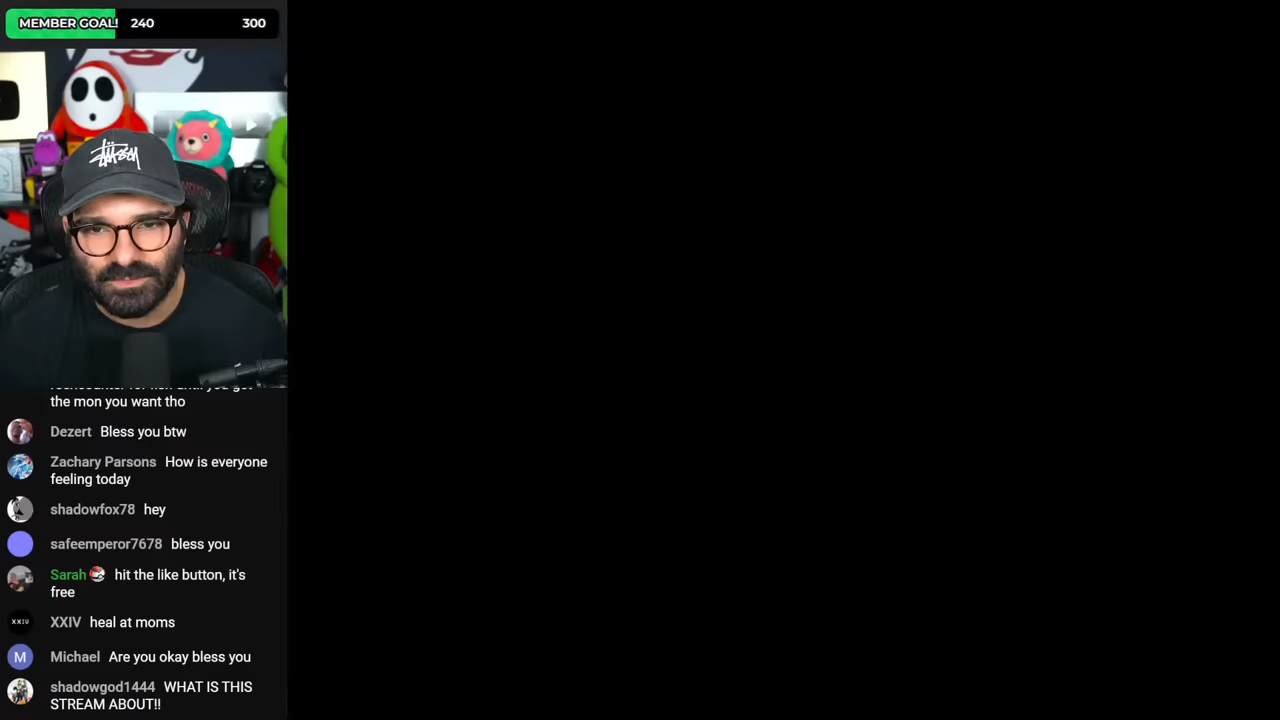 MEMBER GOAL! 240 300
STÜSSY
the mon you want tho
Dezert Bless you btw
Zachary Parsons How is everyone
feeling today
shadowfox78 hey
safeemperor7678 bless you
Sarah hit the like button, it's
free
XXIV XXIV heal at moms
M Michael Are you okay bless you
shadowgod1444 WHAT IS THIS
STREAM ABOUT!!